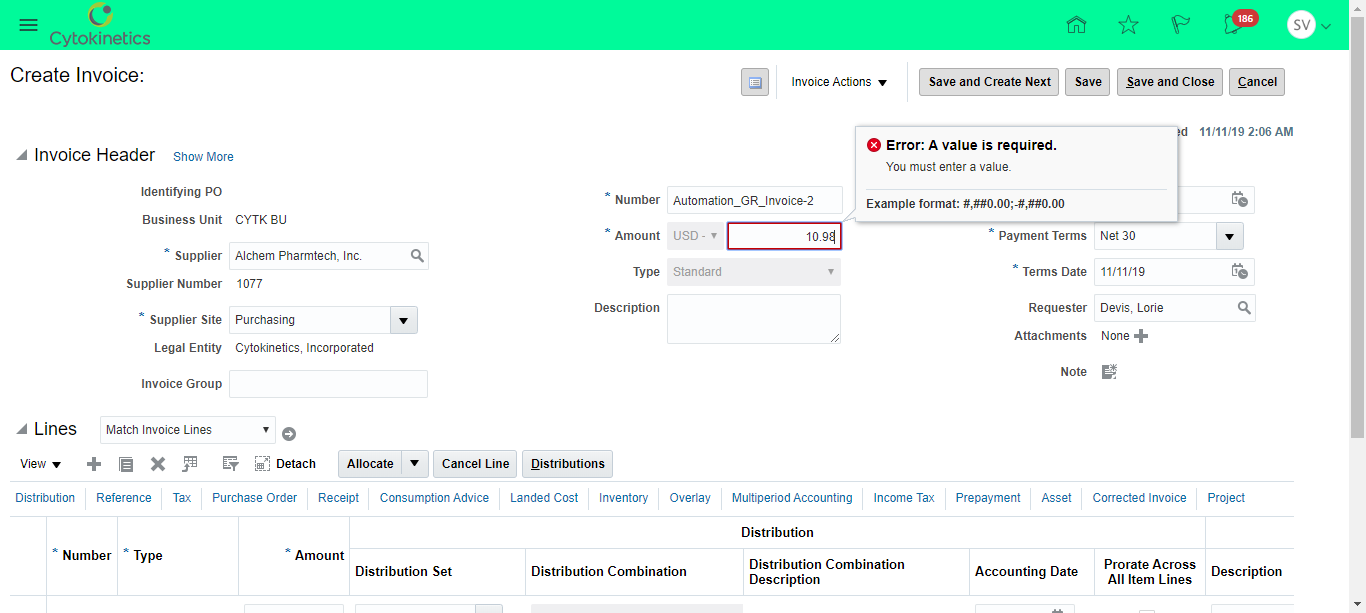 Cytokinetics
186
SV
Create Invoice:
Invoice Actions
Save and Create Next
Save
Save and Close
Cancel
11/11/19 2:06 AM
Error: A value is required.
You must enter a value.
Example format: #,##0.00;-#,##0.00
Invoice Header
Show More
Identifying PO
Business Unit CYTK BU
* Supplier Alchem Pharmtech, Inc.
Supplier Number 1077
* Supplier Site Purchasing
Legal Entity Cytokinetics, Incorporated
Invoice Group
* Number Automation_GR_Invoice-2
* Amount USD - 10.98
Type Standard
Description
* Payment Terms Net 30
* Terms Date 11/11/19
Requester Devis, Lorie
Attachments None
Note
Lines
Match Invoice Lines
View
Detach
Allocate
Cancel Line
Distributions
Distribution Reference Tax Purchase Order Receipt Consumption Advice Landed Cost Inventory Overlay Multiperiod Accounting Income Tax Prepayment Asset Corrected Invoice Project
Distribution
* Number * Type * Amount
Distribution Set
Distribution Combination
Distribution Combination
Description
Accounting Date
Prorate Across
All Item Lines
Description